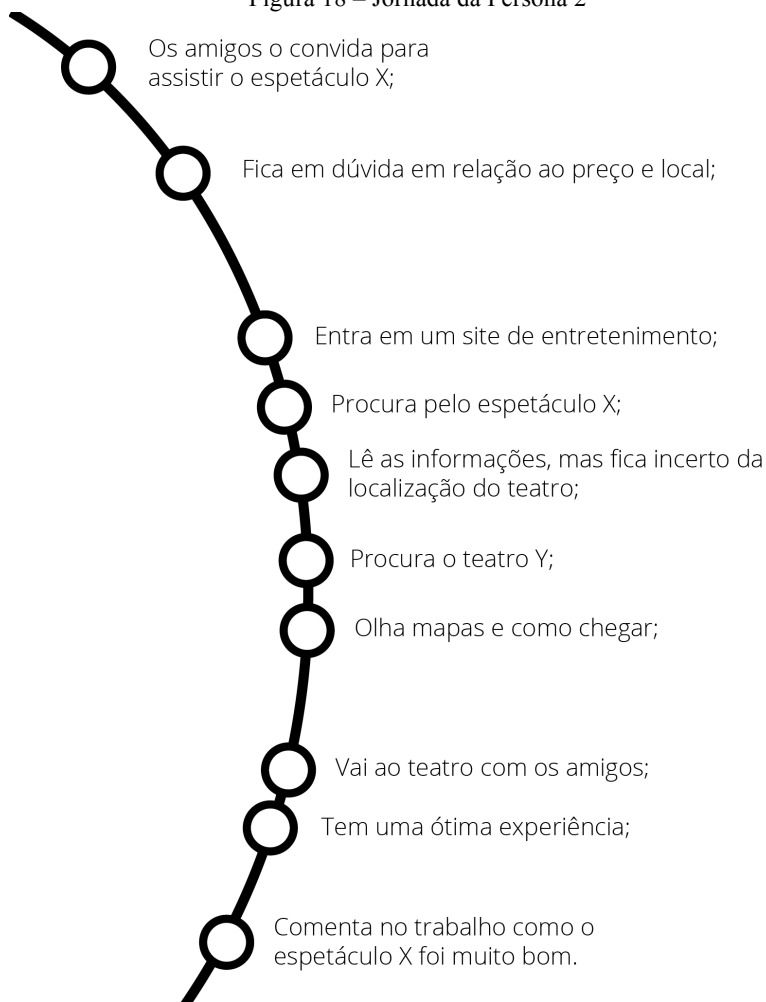 Figura 18 – Jornada da Persona 2
Os amigos o convida para
assistir o espetáculo X;
Fica em dúvida em relação ao preço e local;
Entra em um site de entretenimento;
Procura pelo espetáculo X;
Lê as informações, mas fica incerto da
localização do teatro;
Procura o teatro Y;
Olha mapas e como chegar;
Vai ao teatro com os amigos;
Tem uma ótima experiência;
Comenta no trabalho como o
espetáculo X foi muito bom.